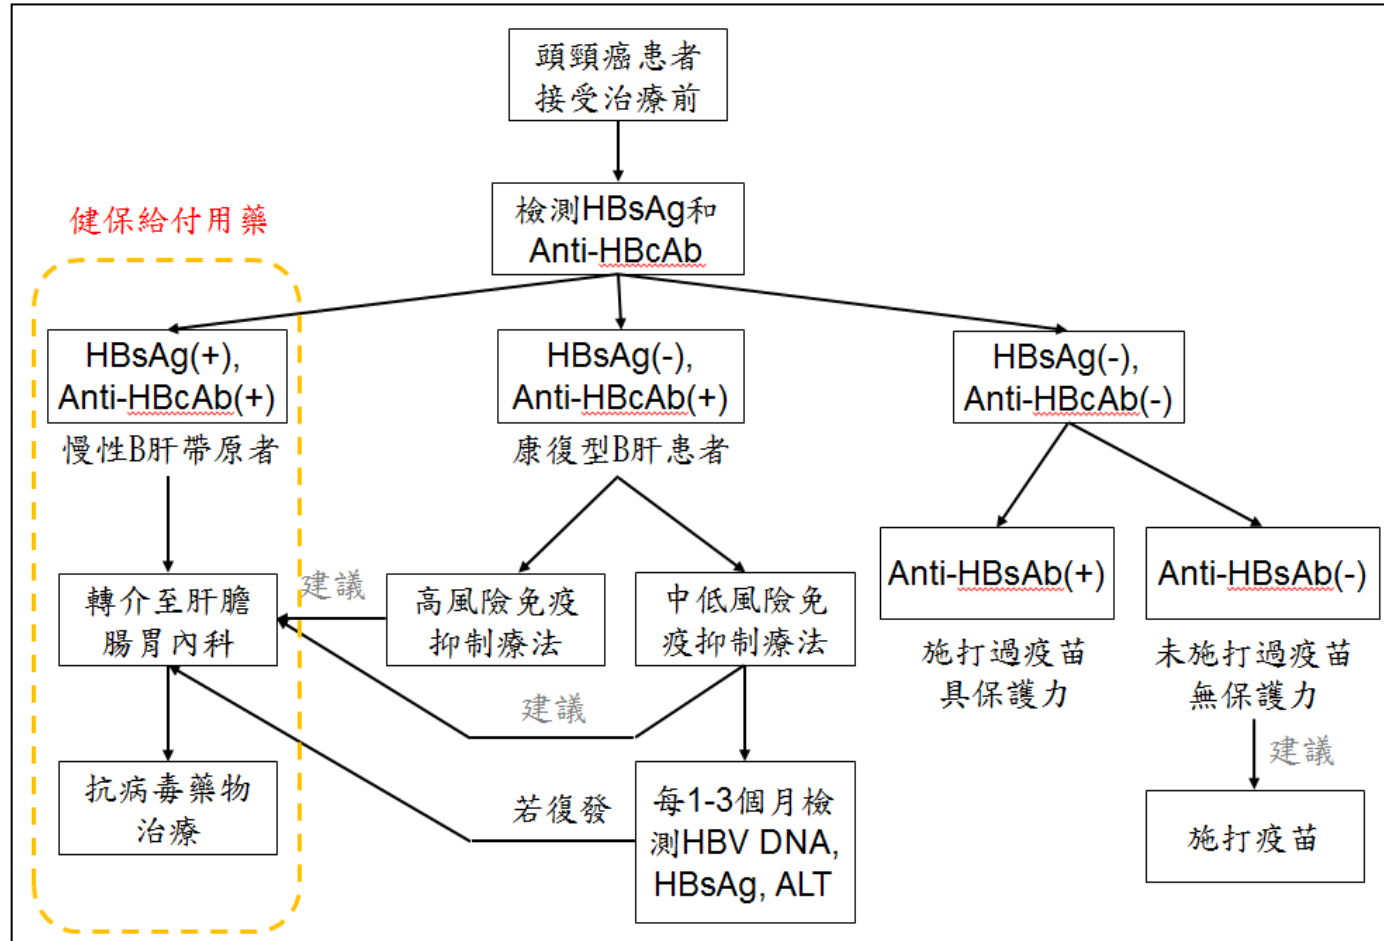 頭頸癌患者
接受治療前
檢測HBsAg和
Anti-HBcAb
健保給付用藥
HBsAg(+),
Anti-HBcAb(+)
慢性B肝帶原者
HBsAg(-),
Anti-HBcAb(+)
康復型B肝患者
HBsAg(-),
Anti-HBcAb(-)
轉介至肝膽
腸胃內科
建議
高風險免疫
抑制療法
中低風險免
疫抑制療法
建議
Anti-HBsAb(+)
施打過疫苗
具保護力
Anti-HBsAb(-)
未施打過疫苗
無保護力
建議
抗病毒藥物
治療
若復發
每1-3個月檢
測HBV DNA,
HBsAg, ALT
施打疫苗